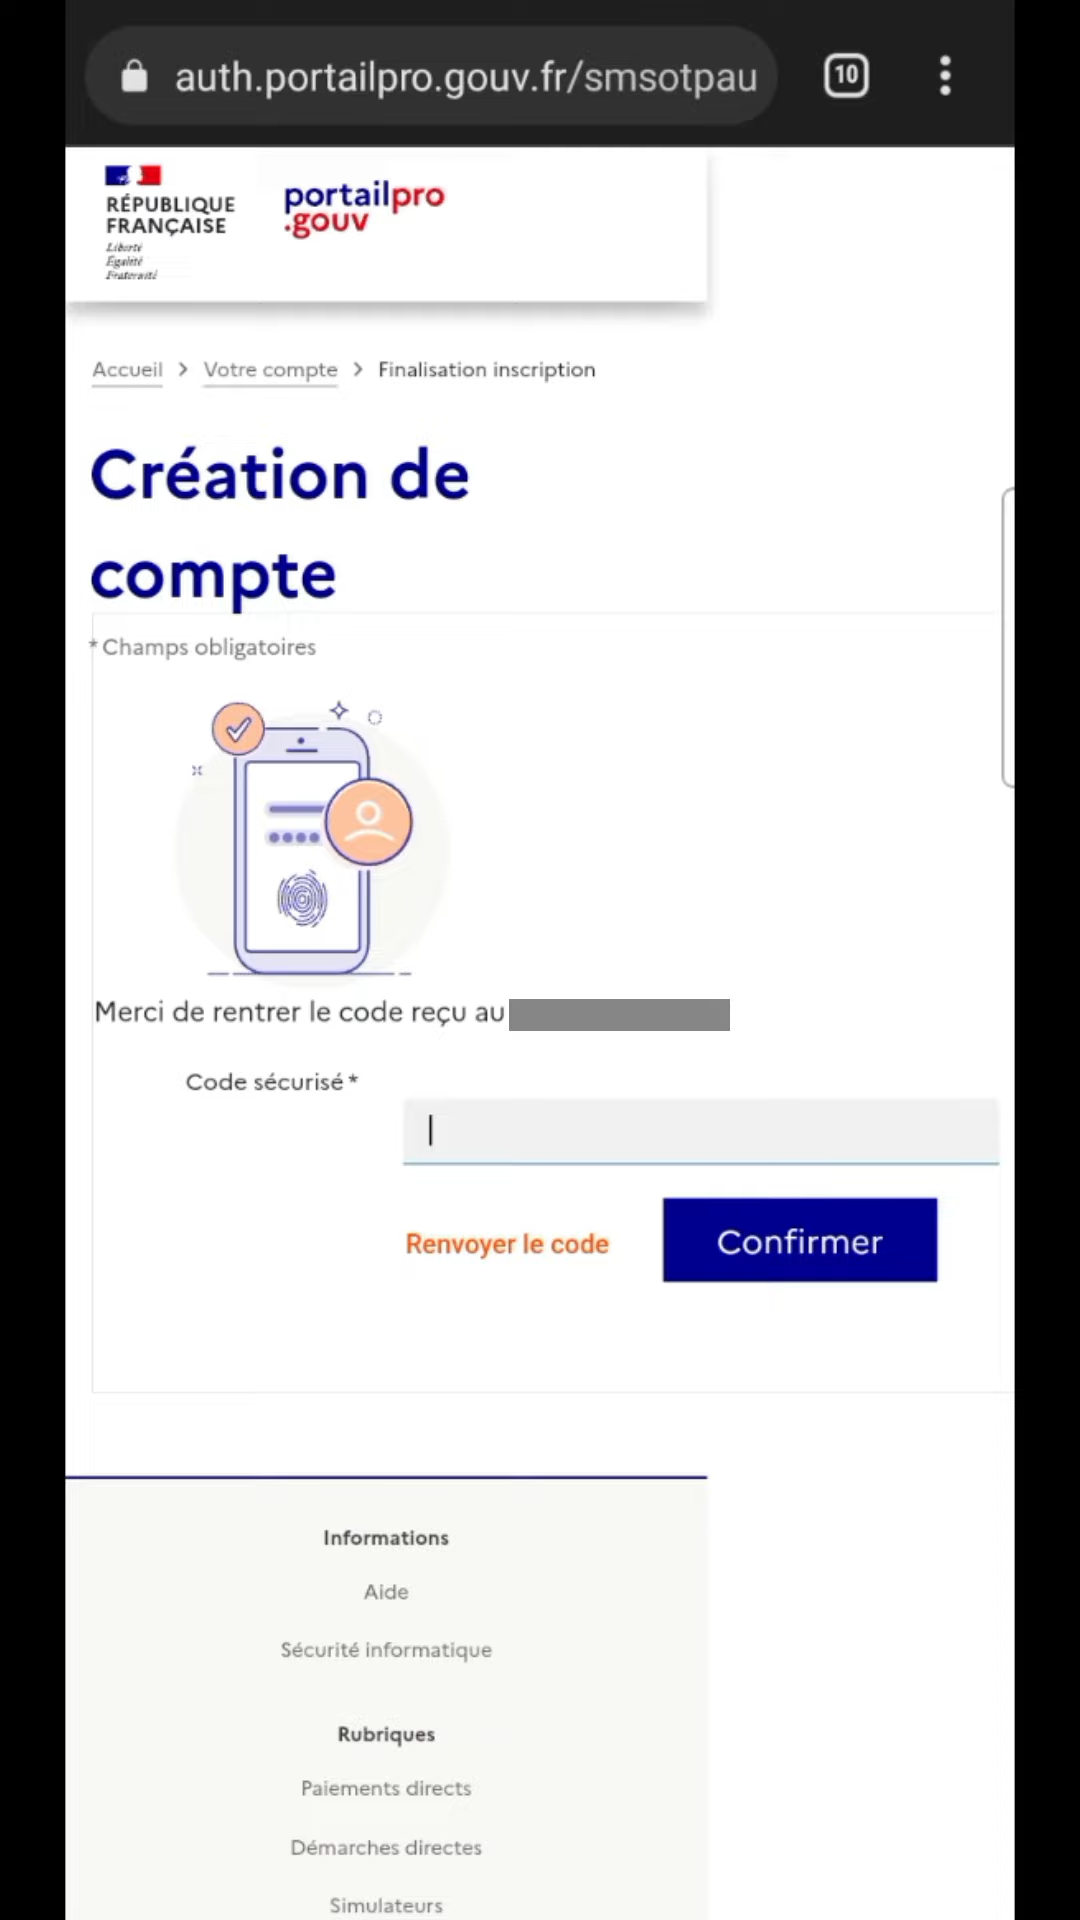 auth.portailpro.gouv.fr/smsotpau
10
RÉPUBLIQUE
FRANÇAISE
Liberté
Égalité
Fraternité
portailpro
.gouv
Accueil > Votre compte > Finalisation inscription
Création de
compte
* Champs obligatoires
Merci de rentrer le code reçu au
Code sécurisé *
Renvoyer le code
Confirmer
Informations
Aide
Sécurité informatique
Rubriques
Paiements directs
Démarches directes
Simulateurs